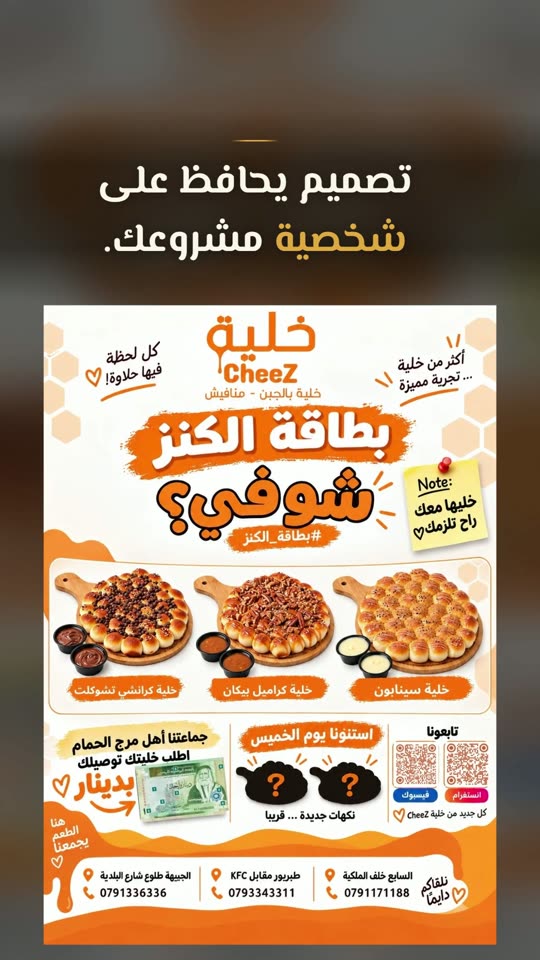 تصميم يحافظ على
شخصية مشروعك.
خلية
CheeZ
خلية بالجبن - مناقيش
أكثر من خلية
... تجربة مميزة
كل لحظة
فيها حلاوة!
بطاقة الكنز
شوفي؟
#بطاقة_الكنز
Note:
خليها معك
راح تلزمك
خلية كرانشي تشوكلت
خلية كراميل بيكان
خلية سينابون
جماعتنا أهل مرج الحمام
اطلب خليتك توصيلك
بدينار
استنونا يوم الخميس
? ?
نكهات جديدة ... قريبا
تابعونا
فيسبوك
انستغرام
كل جديد من خلية CheeZ
هنا
الطعم
يجمعنا
الجبيهة طلوع شارع البلدية
0791336336
طبربور مقابل KFC
0793343311
السابع خلف الملكية
0791171188
نلقاكم
دايمًا